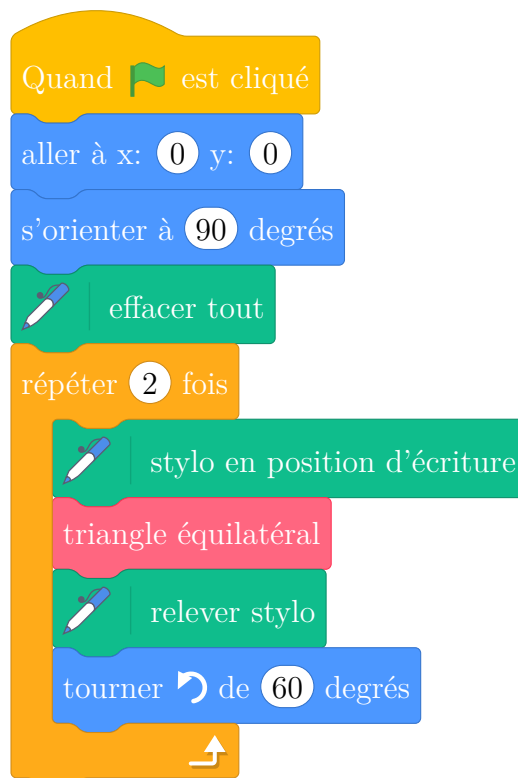 Quand est cliqué
aller à x: 0 y: 0
s'orienter à 90 degrés
effacer tout
répéter 2 fois
stylo en position d'écriture
triangle équilatéral
relever stylo
tourner de 60 degrés